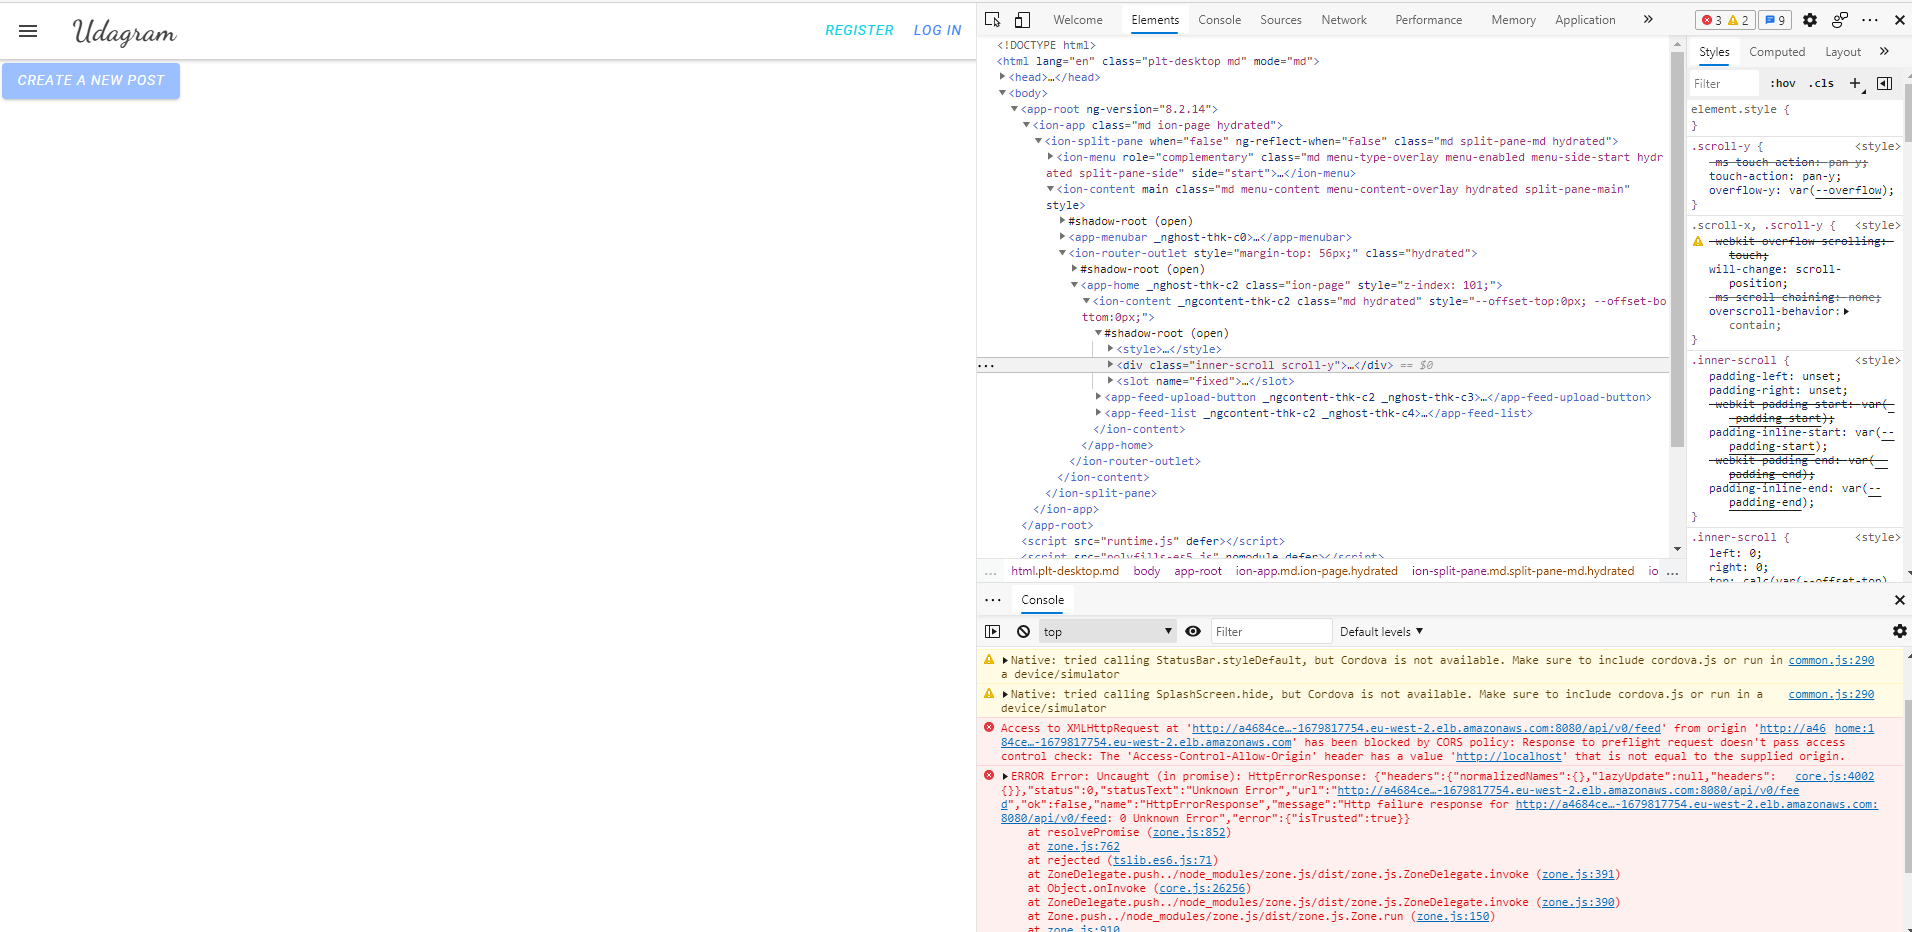 Udagram
REGISTER LOG IN
CREATE A NEW POST
Welcome Elements Console Sources Network Performance Memory Application » 3 2 9
<!DOCTYPE html>
<html lang="en" class="plt-desktop md" mode="md">
<head>…</head>
<body>
<app-root ng-version="8.2.14">
<ion-app class="md ion-page hydrated">
<ion-split-pane when="false" ng-reflect-when="false" class="md split-pane-md hydrated">
<ion-menu role="complementary" class="md menu-type-overlay menu-enabled menu-side-start hydr
ated split-pane-side" side="start">…</ion-menu>
<ion-content main class="md menu-content menu-content-overlay hydrated split-pane-main"
style>
#shadow-root (open)
<app-menubar _nghost-thk-c0>…</app-menubar>
<ion-router-outlet style="margin-top: 56px;" class="hydrated">
#shadow-root (open)
<app-home _nghost-thk-c2 class="ion-page" style="z-index: 101;">
<ion-content _ngcontent-thk-c2 class="md hydrated" style="--offset-top:0px; --offset-bo
ttom:0px;">
#shadow-root (open)
<style>…</style>
<div class="inner-scroll scroll-y">…</div> == $0
<slot name="fixed">…</slot>
<app-feed-upload-button _ngcontent-thk-c2 _nghost-thk-c3>…</app-feed-upload-button>
<app-feed-list _ngcontent-thk-c2 _nghost-thk-c4>…</app-feed-list>
</ion-content>
</app-home>
</ion-router-outlet>
</ion-content>
</ion-split-pane>
</ion-app>
</app-root>
<script src="runtime.js" defer></script>
<script src="polyfills-es5.js" nomodule defer></script>
... html.plt-desktop.md body app-root ion-app.md.ion-page.hydrated ion-split-pane.md.split-pane-md.hydrated io ...
Styles Computed Layout »
Filter :hov .cls +
element.style {
}
.scroll-y { <style>
-ms-touch-action: pan-y;
touch-action: pan-y;
overflow-y: var(--overflow);
}
.scroll-x, .scroll-y { <style>
-webkit-overflow-scrolling:
touch;
will-change: scroll-
position;
-ms-scroll-chaining: none;
overscroll-behavior:
contain;
}
.inner-scroll { <style>
padding-left: unset;
padding-right: unset;
-webkit-padding-start: var(-
-padding-start);
padding-inline-start: var(--
padding-start);
-webkit-padding-end: var(--
padding-end);
padding-inline-end: var(--
padding-end);
}
.inner-scroll { <style>
left: 0;
right: 0;
top: calc(var(--offset-top)
Console
top Filter Default levels
Native: tried calling StatusBar.styleDefault, but Cordova is not available. Make sure to include cordova.js or run in common.js:290
a device/simulator
Native: tried calling SplashScreen.hide, but Cordova is not available. Make sure to include cordova.js or run in a common.js:290
device/simulator
Access to XMLHttpRequest at 'http://a4684ce…-1679817754.eu-west-2.elb.amazonaws.com:8080/api/v0/feed' from origin 'http://a46 home:1
84ce…-1679817754.eu-west-2.elb.amazonaws.com' has been blocked by CORS policy: Response to preflight request doesn't pass access
control check: The 'Access-Control-Allow-Origin' header has a value 'http://localhost' that is not equal to the supplied origin.
ERROR Error: Uncaught (in promise): HttpErrorResponse: {"headers":{"normalizedNames":{},"lazyUpdate":null,"headers": core.js:4002
{}},"status":0,"statusText":"Unknown Error","url":"http://a4684ce…-1679817754.eu-west-2.elb.amazonaws.com:8080/api/v0/fee
d","ok":false,"name":"HttpErrorResponse","message":"Http failure response for http://a4684ce…-1679817754.eu-west-2.elb.amazonaws.com:
8080/api/v0/feed: 0 Unknown Error","error":{"isTrusted":true}}
at resolvePromise (zone.js:852)
at zone.js:762
at rejected (tslib.es6.js:71)
at ZoneDelegate.push../node_modules/zone.js/dist/zone.js.ZoneDelegate.invoke (zone.js:391)
at Object.onInvoke (core.js:26256)
at ZoneDelegate.push../node_modules/zone.js/dist/zone.js.ZoneDelegate.invoke (zone.js:390)
at Zone.push../node_modules/zone.js/dist/zone.js.Zone.run (zone.js:150)
at zone.js:910